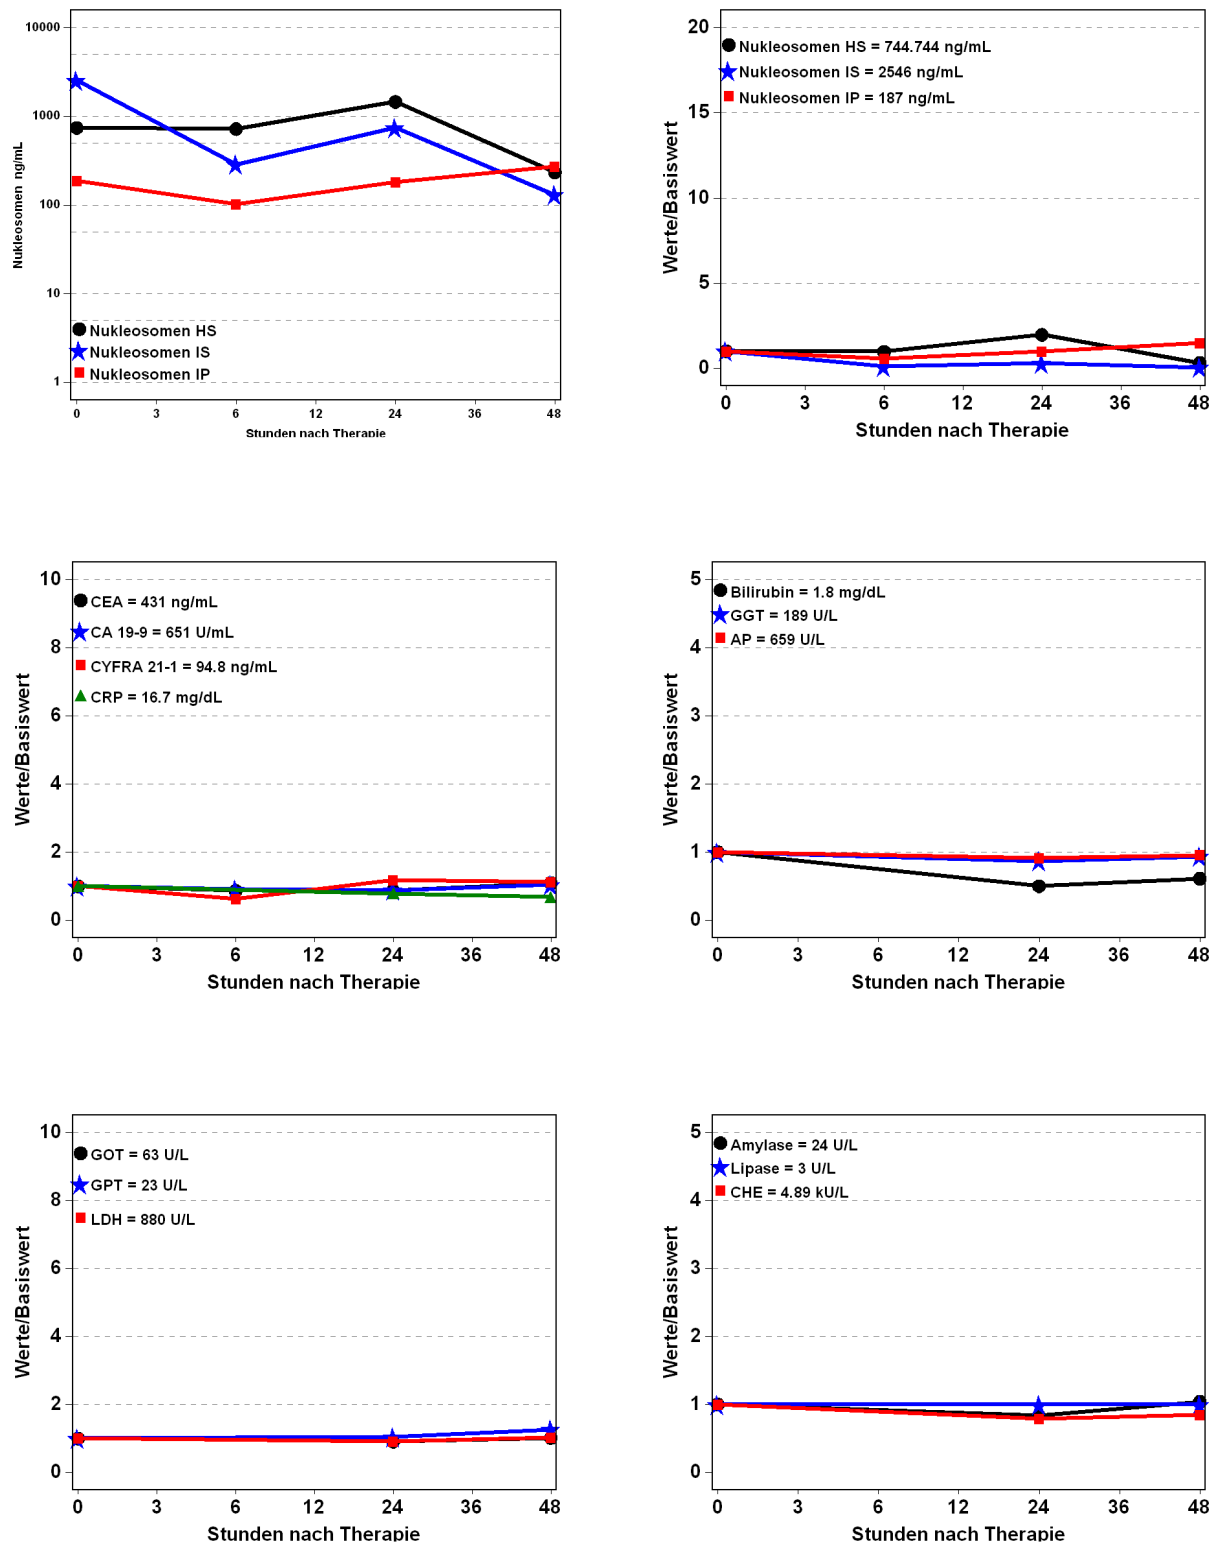 10000
1000
100
10
1
Nukleosomen ng/mL
Nukleosomen HS
Nukleosomen IS
Nukleosomen IP
0 3 6 12 24 36 48
Stunden nach Therapie
20
15
10
5
0
Werte/Basiswert
Nukleosomen HS = 744.744 ng/mL
Nukleosomen IS = 2546 ng/mL
Nukleosomen IP = 187 ng/mL
0 3 6 12 24 36 48
Stunden nach Therapie
10
8
6
4
2
0
Werte/Basiswert
CEA = 431 ng/mL
CA 19-9 = 651 U/mL
CYFRA 21-1 = 94.8 ng/mL
CRP = 16.7 mg/dL
0 3 6 12 24 36 48
Stunden nach Therapie
5
4
3
2
1
0
Werte/Basiswert
Bilirubin = 1.8 mg/dL
GGT = 189 U/L
AP = 659 U/L
0 3 6 12 24 36 48
Stunden nach Therapie
10
8
6
4
2
0
Werte/Basiswert
GOT = 63 U/L
GPT = 23 U/L
LDH = 880 U/L
0 3 6 12 24 36 48
Stunden nach Therapie
5
4
3
2
1
0
Werte/Basiswert
Amylase = 24 U/L
Lipase = 3 U/L
CHE = 4.89 kU/L
0 3 6 12 24 36 48
Stunden nach Therapie